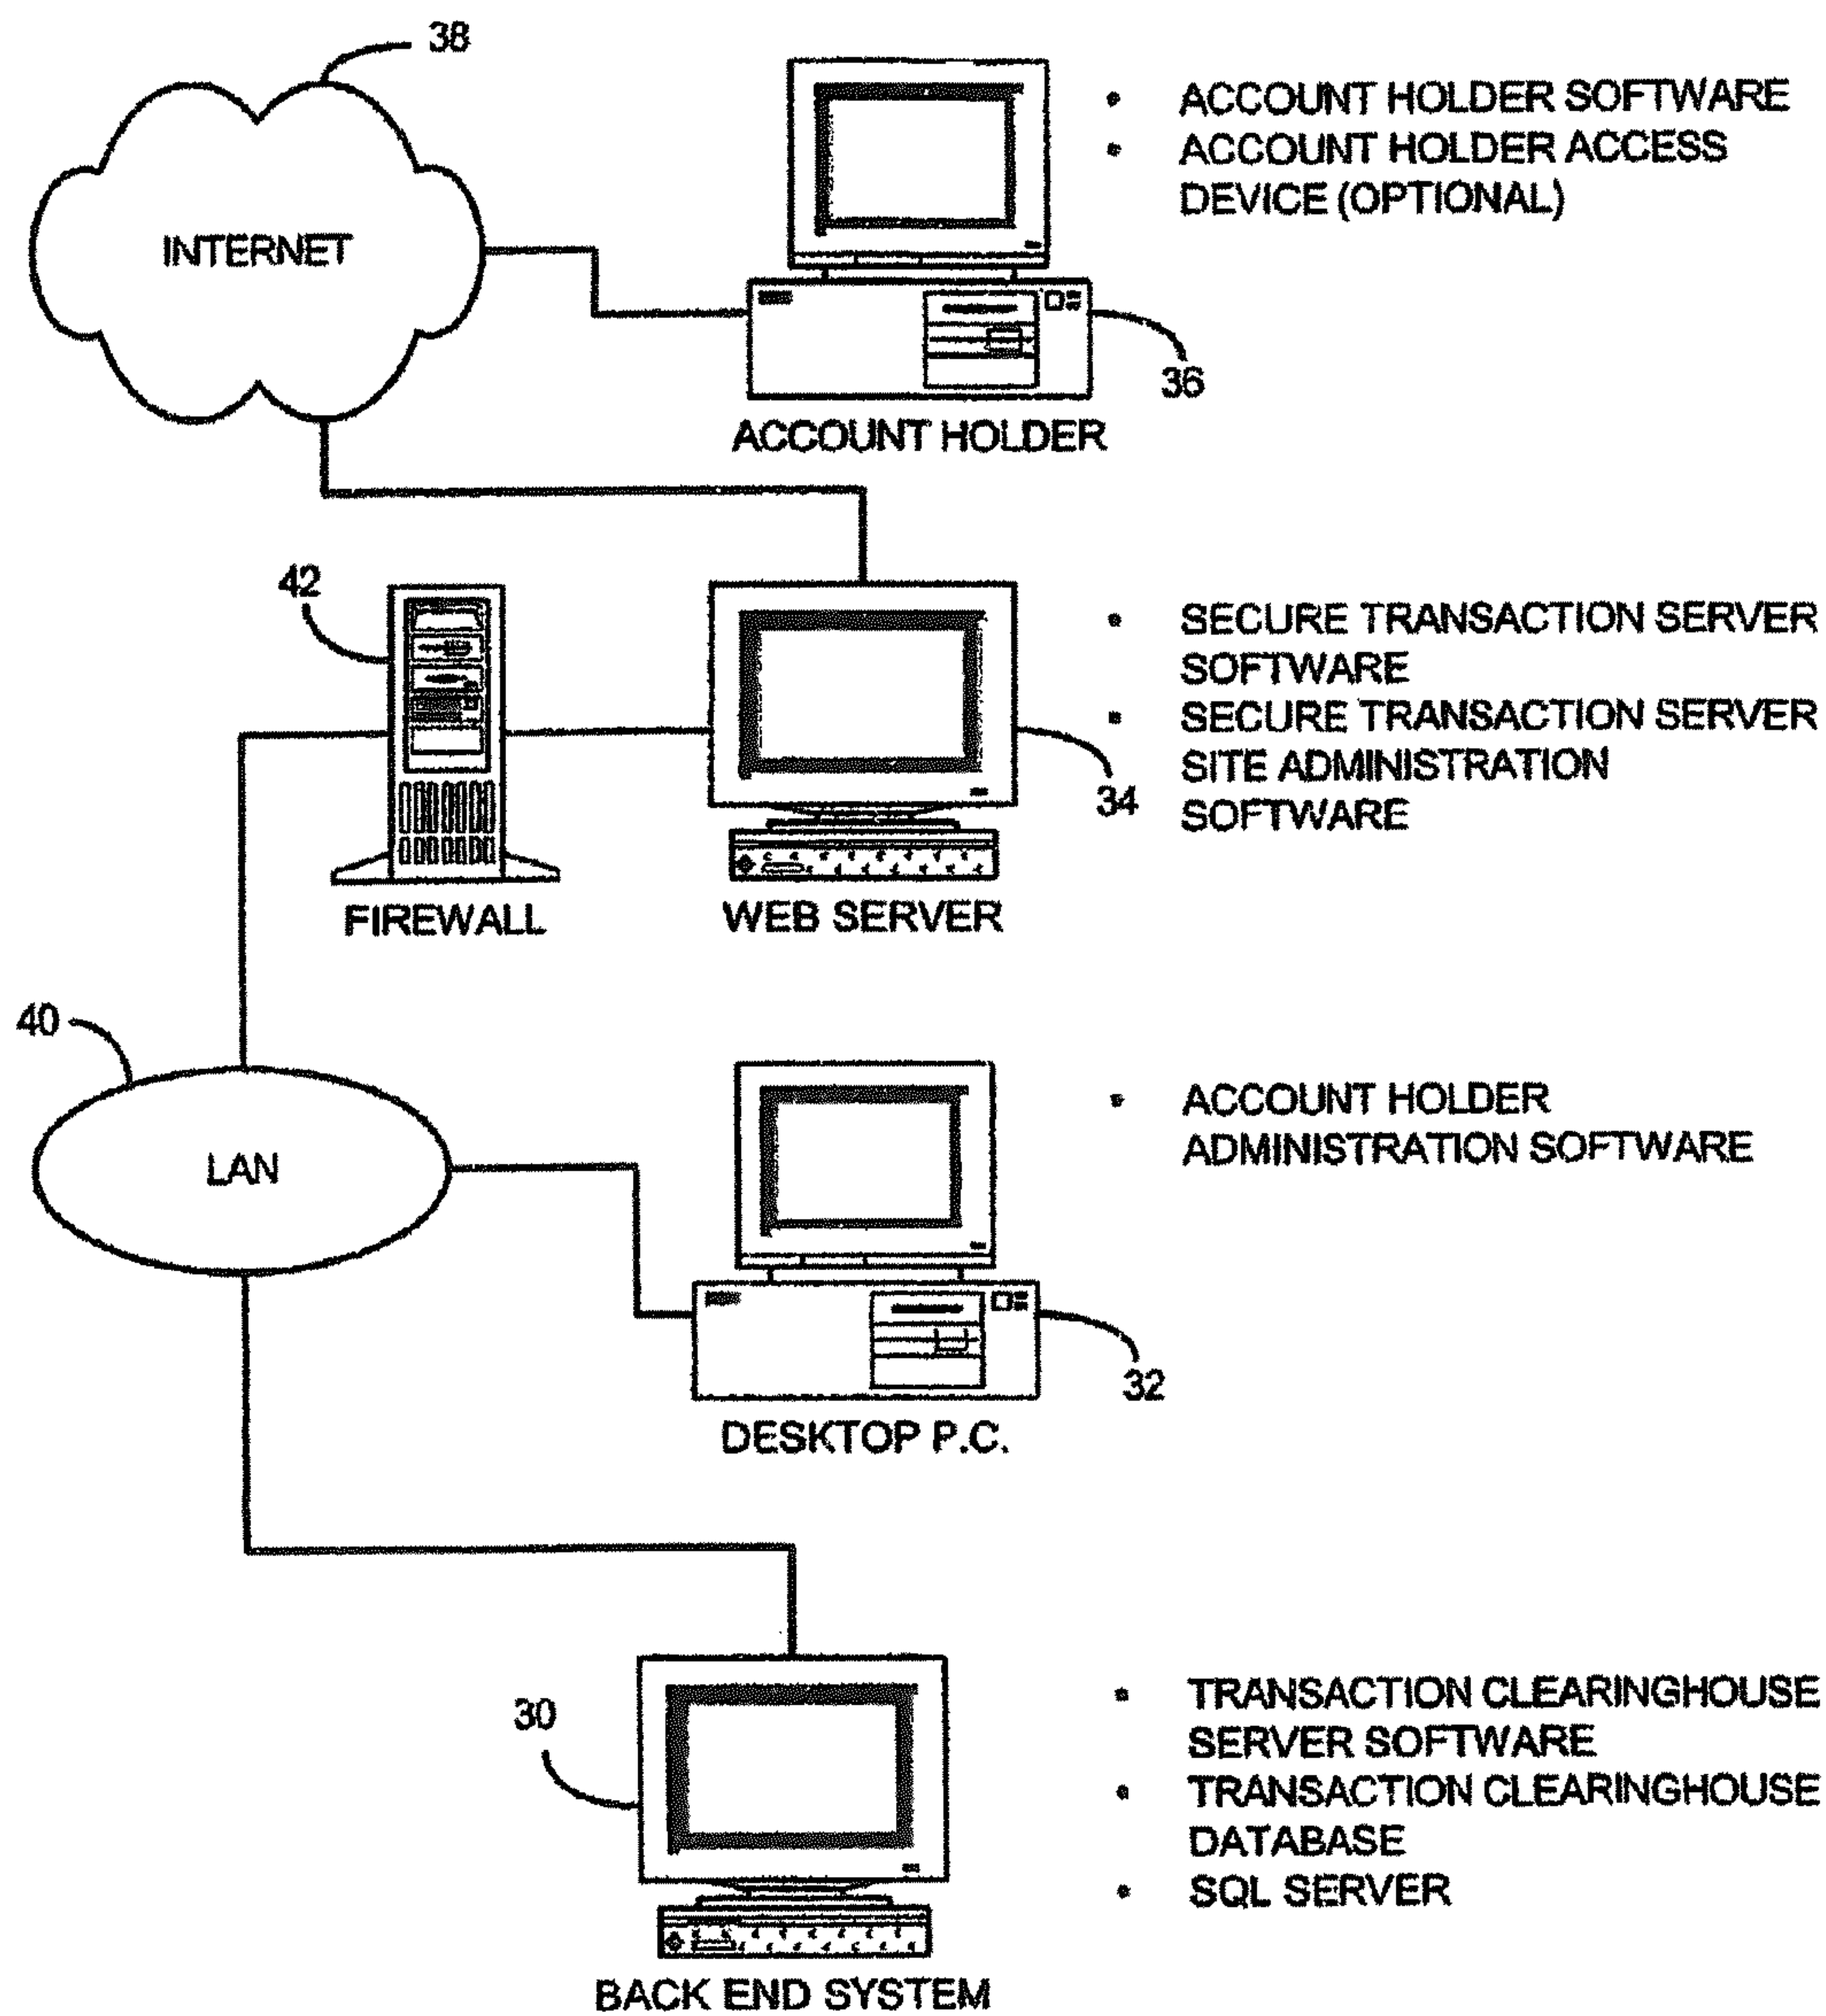 38
• ACCOUNT HOLDER SOFTWARE
• ACCOUNT HOLDER ACCESS
DEVICE (OPTIONAL)
INTERNET
36
ACCOUNT HOLDER
42
• SECURE TRANSACTION SERVER
SOFTWARE
• SECURE TRANSACTION SERVER
SITE ADMINISTRATION
SOFTWARE
34
FIREWALL
WEB SERVER
40
• ACCOUNT HOLDER
ADMINISTRATION SOFTWARE
LAN
32
DESKTOP P.C.
30
• TRANSACTION CLEARINGHOUSE
SERVER SOFTWARE
• TRANSACTION CLEARINGHOUSE
DATABASE
• SQL SERVER
BACK END SYSTEM